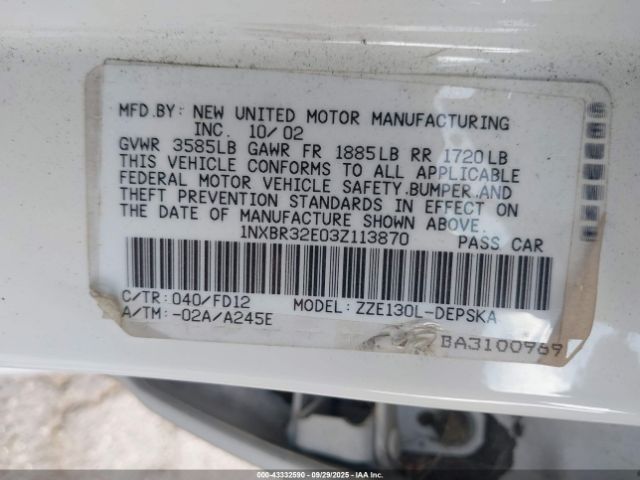 MFD.BY: NEW UNITED MOTOR MANUFACTURING
INC. 10/02
GVWR 3585LB GAWR FR 1885LB RR 1720LB
THIS VEHICLE CONFORMS TO ALL APPLICABLE
FEDERAL MOTOR VEHICLE SAFETY,BUMPER,AND
THEFT PREVENTION STANDARDS IN EFFECT ON
THE DATE OF MANUFACTURE SHOWN ABOVE.
1NXBR32E03Z113870 PASS CAR
C/TR: 040/FD12 MODEL: ZZE130L-DEPSKA
A/TM: -02A/A245E
BA3100969
000-43332590 - 09/29/2025 - IAAI.COM